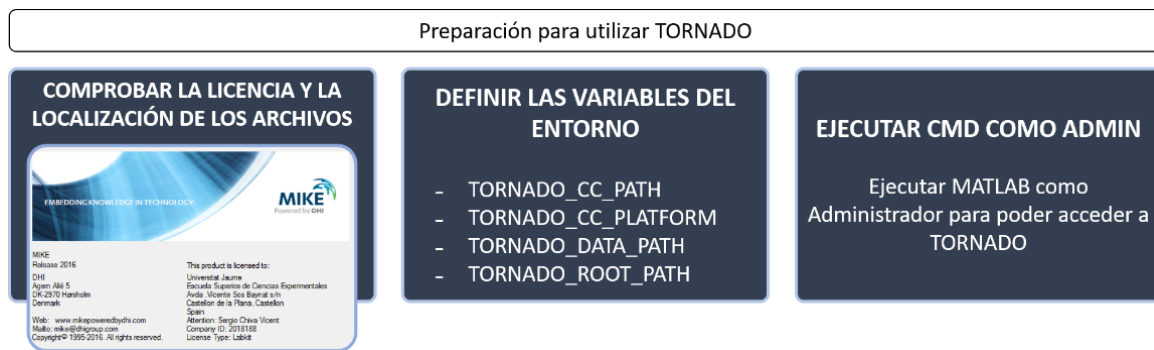 Preparación para utilizar TORNADO
COMPROBAR LA LICENCIA Y LA
LOCALIZACIÓN DE LOS ARCHIVOS
EMBEDDING KNOWLEDGE IN TECHNOLOGY
MIKE
Powered by DHI
MIKE
Release 2016
DHI
Agern Allé 5
DK-2970 Hørsholm
Denmark
Web: www.mikepoweredbydhi.com
Mailto: mike@dhigroup.com
Copyright© 1995-2016. All rights reserved.
This product is licensed to:
Universitat Jaume
Escuela Superios de Ciencias Experimentales
Avda .Vicente Sos Baynat s/n
Castellon de la Plana, Castellon
Spain
Attention: Sergio Chiva Vicent
Company ID: 2018188
License Type: Labkit
DEFINIR LAS VARIABLES DEL
ENTORNO
- TORNADO_CC_PATH
- TORNADO_CC_PLATFORM
- TORNADO_DATA_PATH
- TORNADO_ROOT_PATH
EJECUTAR CMD COMO ADMIN
Ejecutar MATLAB como
Administrador para poder acceder a
TORNADO